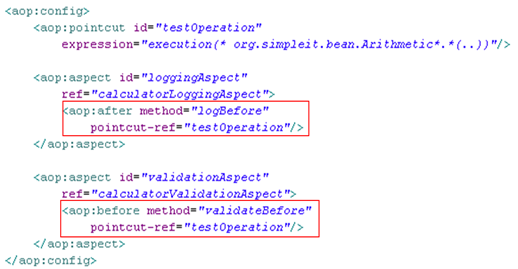 <aop:config>
<aop:pointcut id="testOperation"
expression="execution(* org.simpleit.bean.Arithmetic*.*(..))"/>
<aop:aspect id="loggingAspect"
ref="calculatorLoggingAspect">
<aop:after method="logBefore"
pointcut-ref="testOperation"/>
</aop:aspect>
<aop:aspect id="validationAspect"
ref="calculatorValidationAspect">
<aop:before method="validateBefore"
pointcut-ref="testOperation"/>
</aop:aspect>
</aop:config>